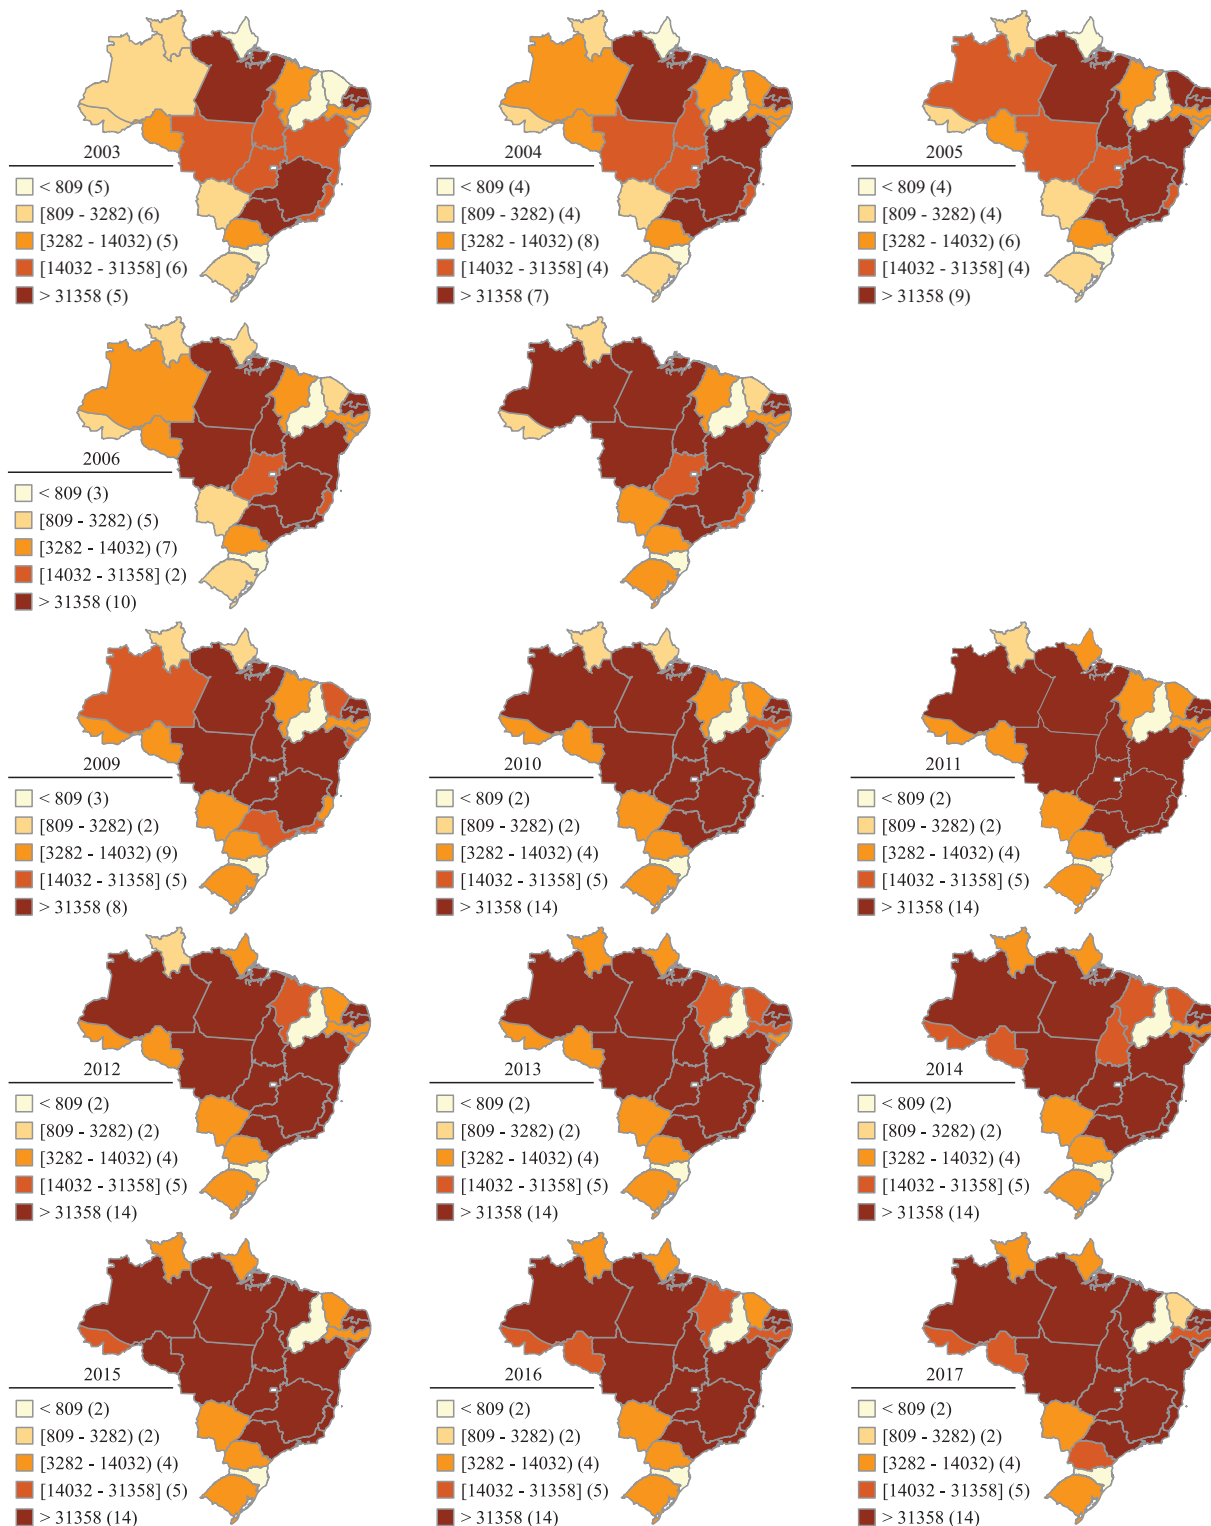 2003
< 809 (5)
[809 - 3282) (6)
[3282 - 14032) (5)
[14032 - 31358] (6)
> 31358 (5)
2004
< 809 (4)
[809 - 3282) (4)
[3282 - 14032) (8)
[14032 - 31358] (4)
> 31358 (7)
2005
< 809 (4)
[809 - 3282) (4)
[3282 - 14032) (6)
[14032 - 31358] (4)
> 31358 (9)
2006
< 809 (3)
[809 - 3282) (5)
[3282 - 14032) (7)
[14032 - 31358] (2)
> 31358 (10)
2009
< 809 (3)
[809 - 3282) (2)
[3282 - 14032) (9)
[14032 - 31358] (5)
> 31358 (8)
2010
< 809 (2)
[809 - 3282) (2)
[3282 - 14032) (4)
[14032 - 31358] (5)
> 31358 (14)
2011
< 809 (2)
[809 - 3282) (2)
[3282 - 14032) (4)
[14032 - 31358] (5)
> 31358 (14)
2012
< 809 (2)
[809 - 3282) (2)
[3282 - 14032) (4)
[14032 - 31358] (5)
> 31358 (14)
2013
< 809 (2)
[809 - 3282) (2)
[3282 - 14032) (4)
[14032 - 31358] (5)
> 31358 (14)
2014
< 809 (2)
[809 - 3282) (2)
[3282 - 14032) (4)
[14032 - 31358] (5)
> 31358 (14)
2015
< 809 (2)
[809 - 3282) (2)
[3282 - 14032) (4)
[14032 - 31358] (5)
> 31358 (14)
2016
< 809 (2)
[809 - 3282) (2)
[3282 - 14032) (4)
[14032 - 31358] (5)
> 31358 (14)
2017
< 809 (2)
[809 - 3282) (2)
[3282 - 14032) (4)
[14032 - 31358] (5)
> 31358 (14)